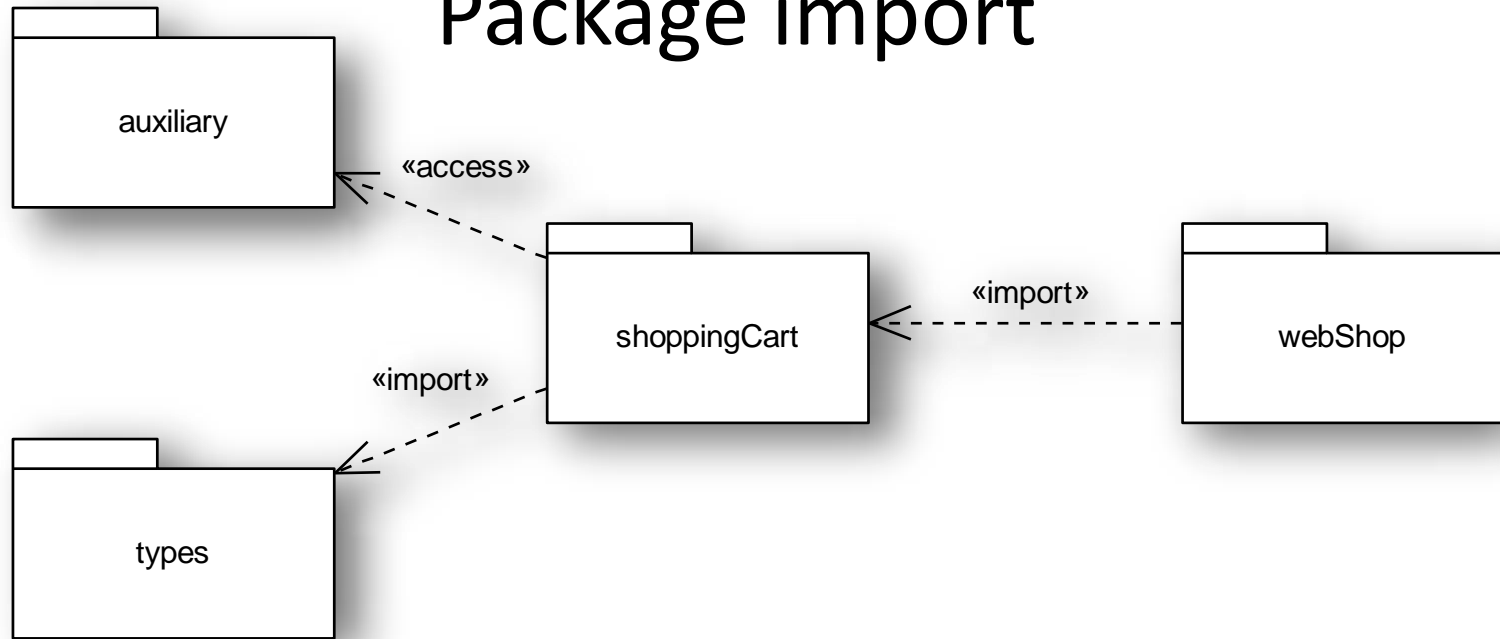 Package Import
auxiliary
«access»
shoppingCart
«import»
webShop
«import»
types